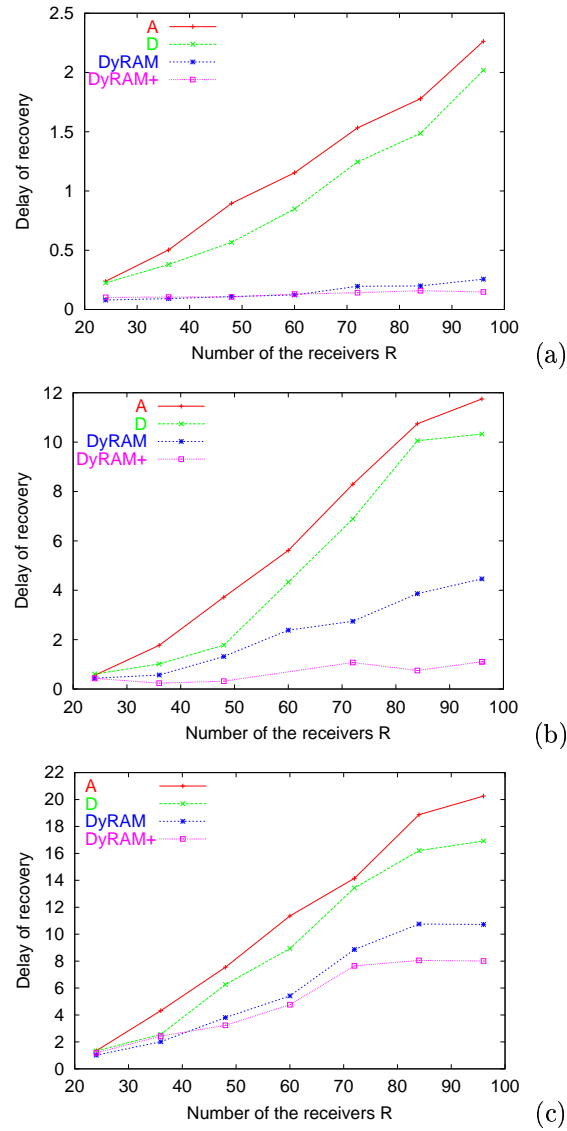 A
D
DyRAM
DyRAM+
Delay of recovery
2.5
2
1.5
1
0.5
0
20 30 40 50 60 70 80 90 100
Number of the receivers R
(a)
A
D
DyRAM
DyRAM+
Delay of recovery
12
10
8
6
4
2
0
20 30 40 50 60 70 80 90 100
Number of the receivers R
(b)
A
D
DyRAM
DyRAM+
Delay of recovery
22
20
18
16
14
12
10
8
6
4
2
0
20 30 40 50 60 70 80 90 100
Number of the receivers R
(c)